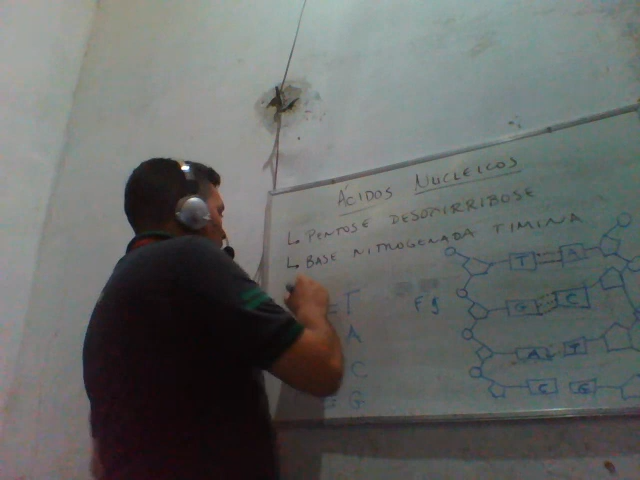 ÁCIDOS NUCLEICOS
PENTOSE DESOXIRRIBOSE
BASE NITROGENADA TIMINA
T A
T
G C
A
A T
C
G